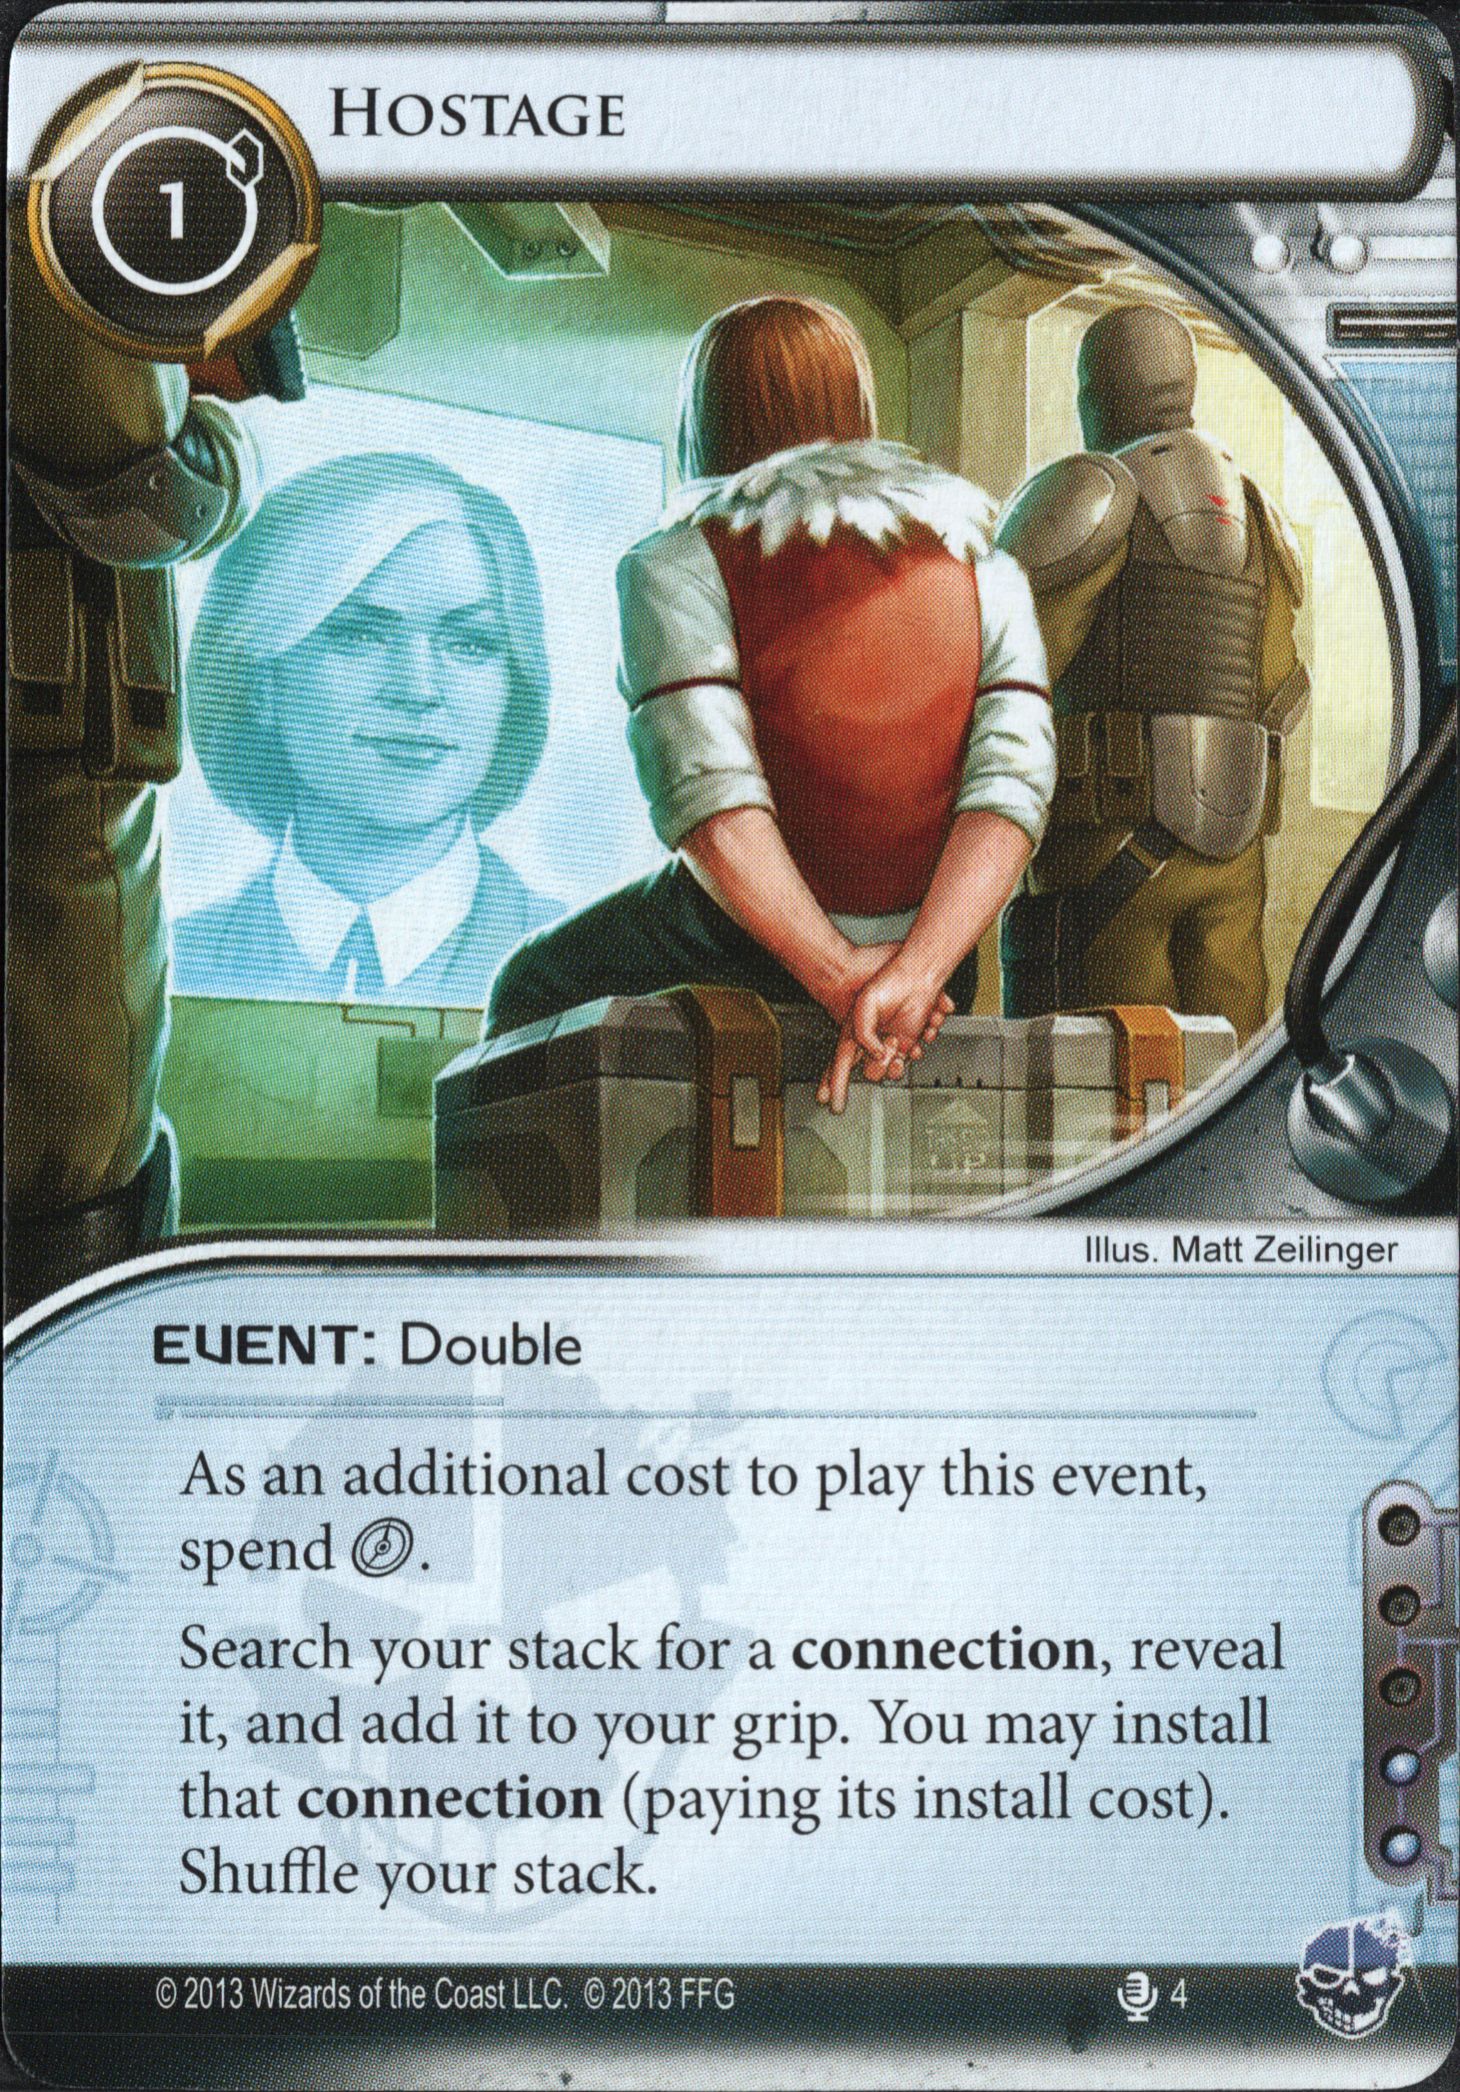 1
HOSTAGE
Illus. Matt Zeilinger
EVENT: Double
As an additional cost to play this event,
spend .
Search your stack for a connection, reveal
it, and add it to your grip. You may install
that connection (paying its install cost).
Shuffle your stack.
© 2013 Wizards of the Coast LLC. © 2013 FFG
4